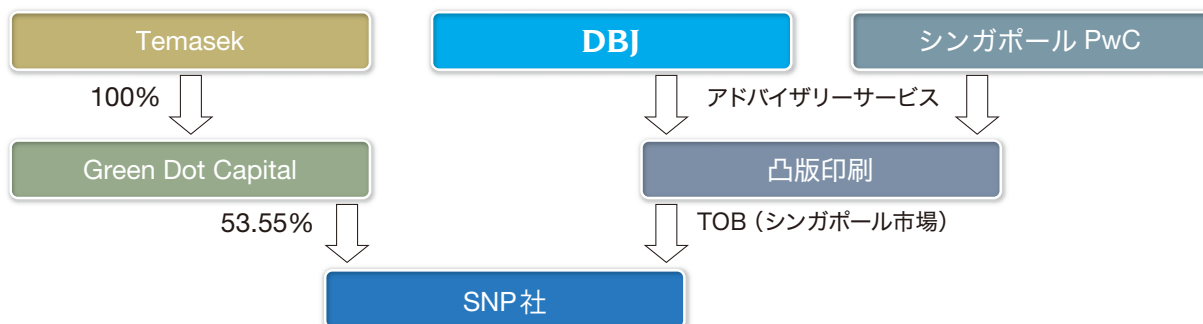 Temasek
DBJ
シンガポール PwC
100%
アドバイザリーサービス
Green Dot Capital
凸版印刷
53.55%
TOB（シンガポール市場）
SNP社